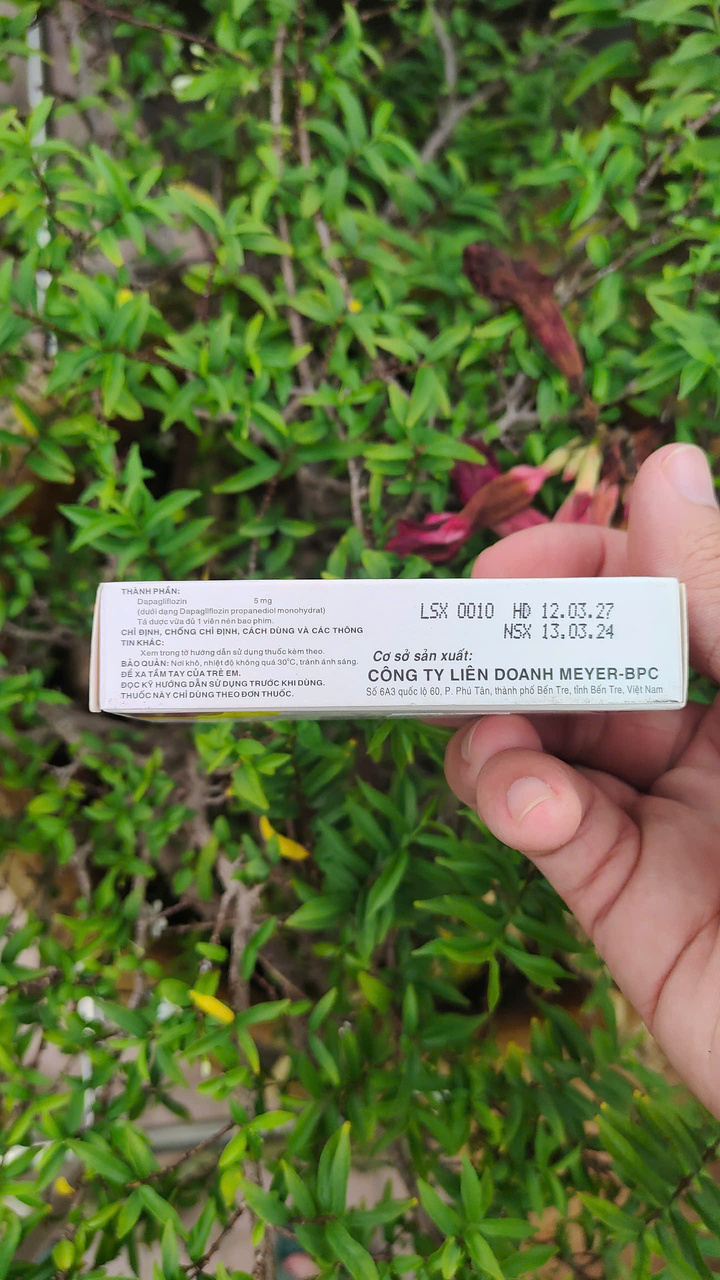 THÀNH PHẦN:
Dapagliflozin 5 mg
(dưới dạng Dapagliflozin propanediol monohydrat)
Tá dược vừa đủ 1 viên nén bao phim.
CHỈ ĐỊNH, CHỐNG CHỈ ĐỊNH, CÁCH DÙNG VÀ CÁC THÔNG
TIN KHÁC:
Xem trong tờ hướng dẫn sử dụng thuốc kèm theo.
BẢO QUẢN: Nơi khô, nhiệt độ không quá 30°C, tránh ánh sáng.
ĐỂ XA TẦM TAY CỦA TRẺ EM.
ĐỌC KỸ HƯỚNG DẪN SỬ DỤNG TRƯỚC KHI DÙNG.
THUỐC NÀY CHỈ DÙNG THEO ĐƠN THUỐC.
LSX 0010 HD 12.03.27
NSX 13.03.24
Cơ sở sản xuất:
CÔNG TY LIÊN DOANH MEYER-BPC
Số 6A3 quốc lộ 60, P. Phú Tân, thành phố Bến Tre, tỉnh Bến Tre, Việt Nam